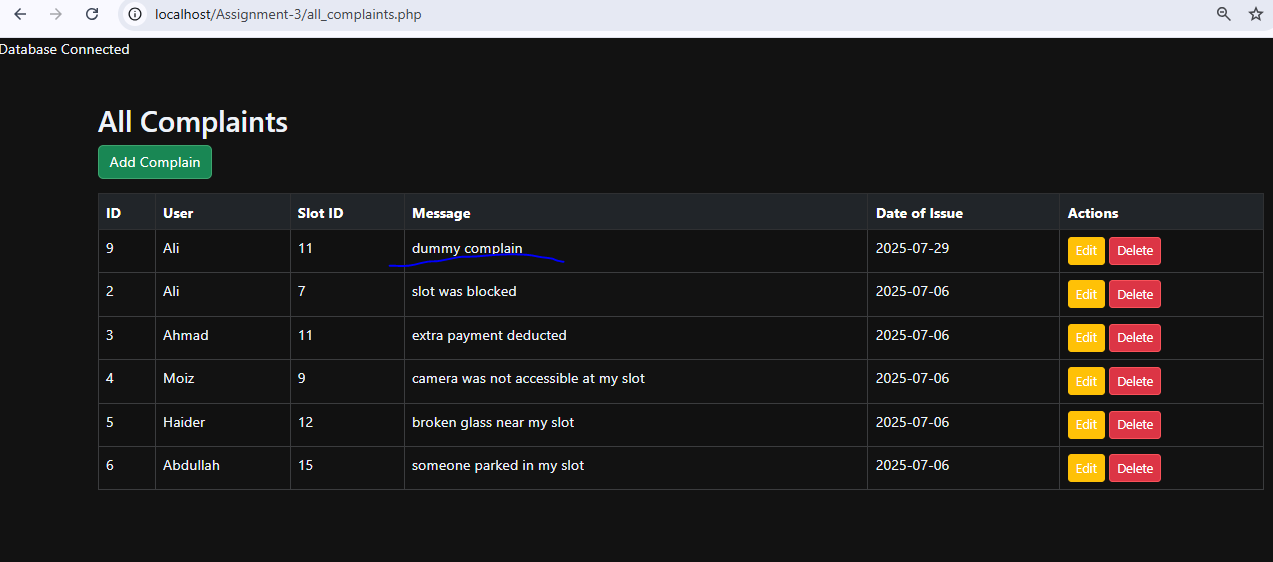 localhost/Assignment-3/all_complaints.php
Database Connected
All Complaints
Add Complain
ID User Slot ID Message Date of Issue Actions
9 Ali 11 dummy complain 2025-07-29 Edit Delete
2 Ali 7 slot was blocked 2025-07-06 Edit Delete
3 Ahmad 11 extra payment deducted 2025-07-06 Edit Delete
4 Moiz 9 camera was not accessible at my slot 2025-07-06 Edit Delete
5 Haider 12 broken glass near my slot 2025-07-06 Edit Delete
6 Abdullah 15 someone parked in my slot 2025-07-06 Edit Delete